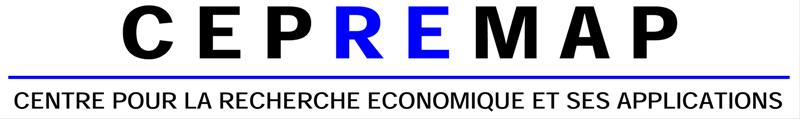 CEPREMAP
CENTRE POUR LA RECHERCHE ECONOMIQUE ET SES APPLICATIONS